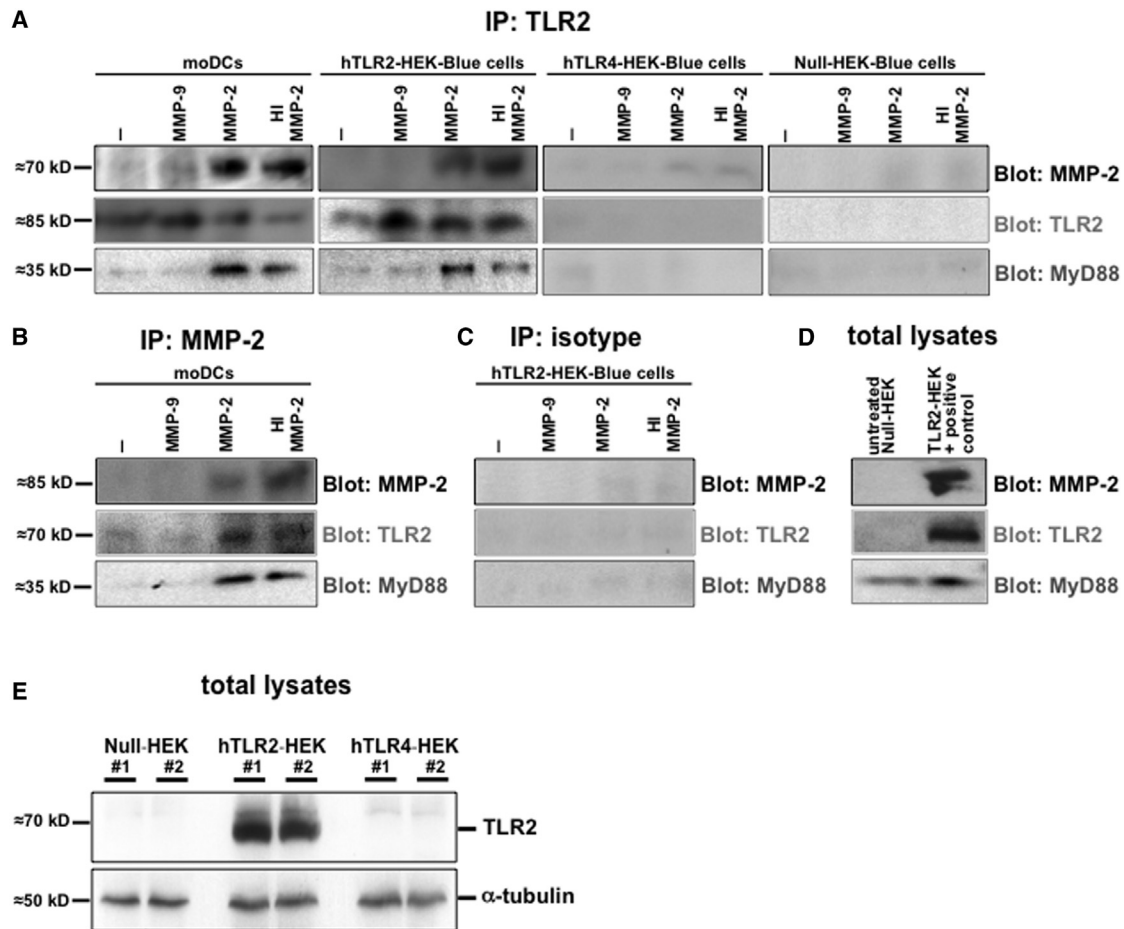 A
IP: TLR2
moDCs
hTLR2-HEK-Blue cells
hTLR4-HEK-Blue cells
Null-HEK-Blue cells
–
MMP-9
MMP-2
HI
MMP-2
–
MMP-9
MMP-2
HI
MMP-2
–
MMP-9
MMP-2
HI
MMP-2
–
MMP-9
MMP-2
HI
MMP-2
≈70 kD
Blot: MMP-2
≈85 kD
Blot: TLR2
≈35 kD
Blot: MyD88
B
IP: MMP-2
moDCs
–
MMP-9
MMP-2
HI
MMP-2
≈85 kD
Blot: MMP-2
≈70 kD
Blot: TLR2
≈35 kD
Blot: MyD88
C
IP: isotype
hTLR2-HEK-Blue cells
–
MMP-9
MMP-2
HI
MMP-2
Blot: MMP-2
Blot: TLR2
Blot: MyD88
D
total lysates
untreated
Null-HEK
TLR2-HEK
+ positive
control
Blot: MMP-2
Blot: TLR2
Blot: MyD88
E
total lysates
Null-HEK
hTLR2-HEK
hTLR4-HEK
#1
#2
#1
#2
#1
#2
≈70 kD
TLR2
≈50 kD
α-tubulin